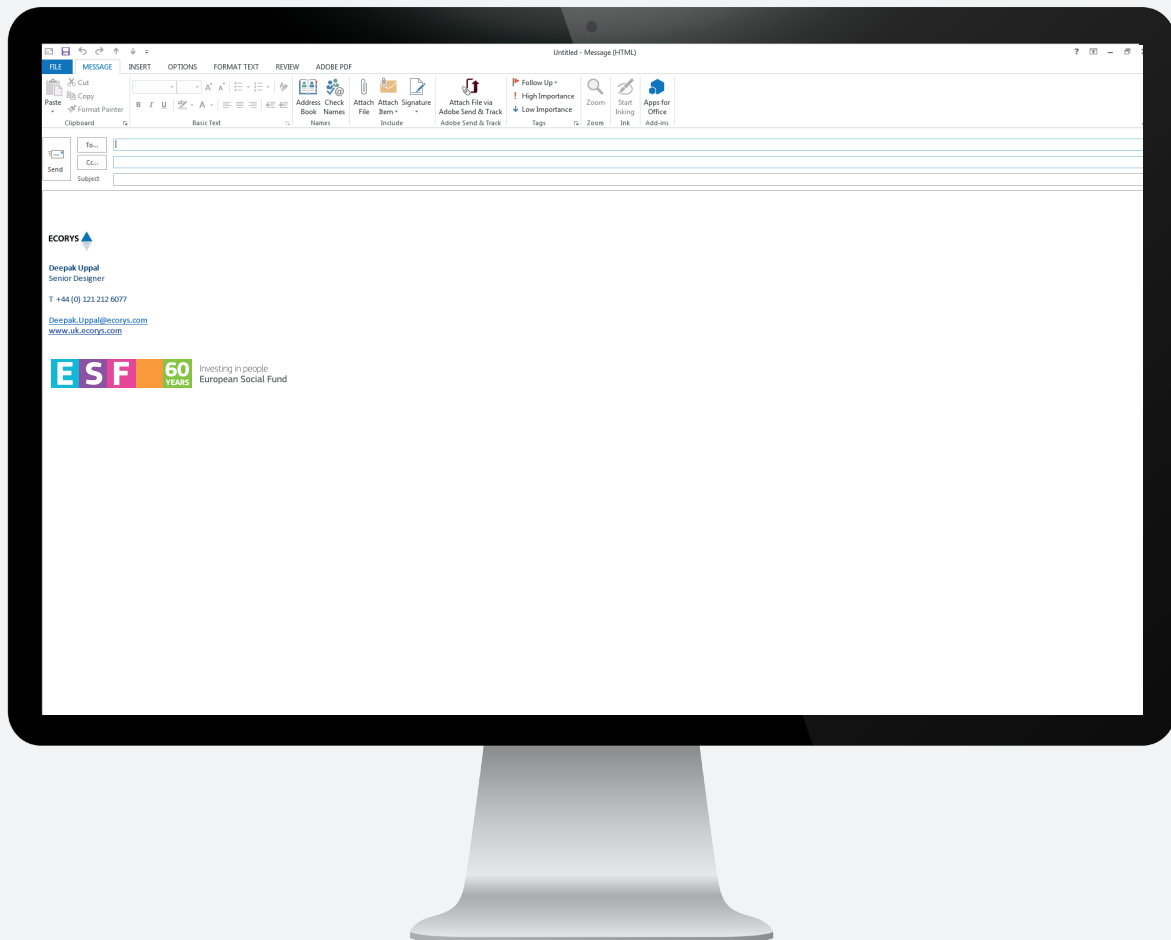 Untitled - Message (HTML)
?
FILE MESSAGE INSERT OPTIONS FORMAT TEXT REVIEW ADOBE PDF
Paste
Cut
Copy
Format Painter
Clipboard
B I U A
Basic Text
Address Book
Check Names
Names
Attach File
Attach Item
Signature
Include
Attach File via
Adobe Send & Track
Adobe Send & Track
Follow Up
High Importance
Low Importance
Tags
Zoom
Zoom
Start Inking
Ink
Apps for Office
Add-ins
Send
To...
Cc...
Subject
ECORYS
Deepak Uppal
Senior Designer
T +44 (0) 121 212 6077
Deepak.Uppal@ecorys.com
www.uk.ecorys.com
ESF 60 YEARS
Investing in people
European Social Fund